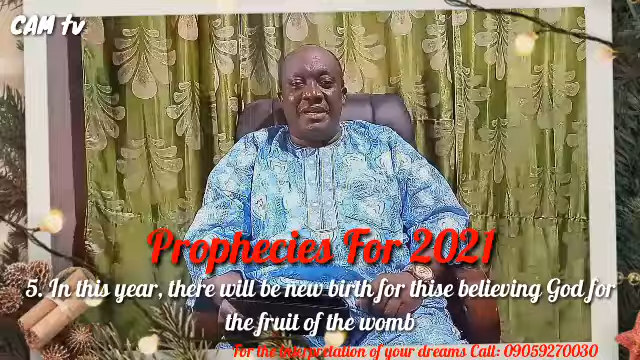 CAM tv
Prophecies For 2021
5. In this year, there will be new birth for thise believing God for
the fruit of the womb
For the interpretation of your dreams Call: 09059270030